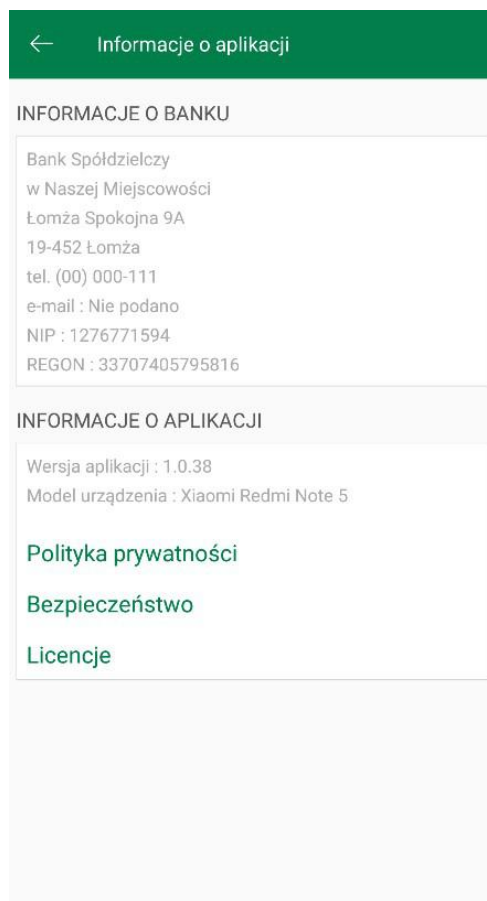 Informacje o aplikacji
INFORMACJE O BANKU
Bank Spółdzielczy
w Naszej Miejscowości
Łomża Spokojna 9A
19-452 Łomża
tel. (00) 000-111
e-mail : Nie podano
NIP : 1276771594
REGON : 33707405795816
INFORMACJE O APLIKACJI
Wersja aplikacji : 1.0.38
Model urządzenia : Xiaomi Redmi Note 5
Polityka prywatności
Bezpieczeństwo
Licencje